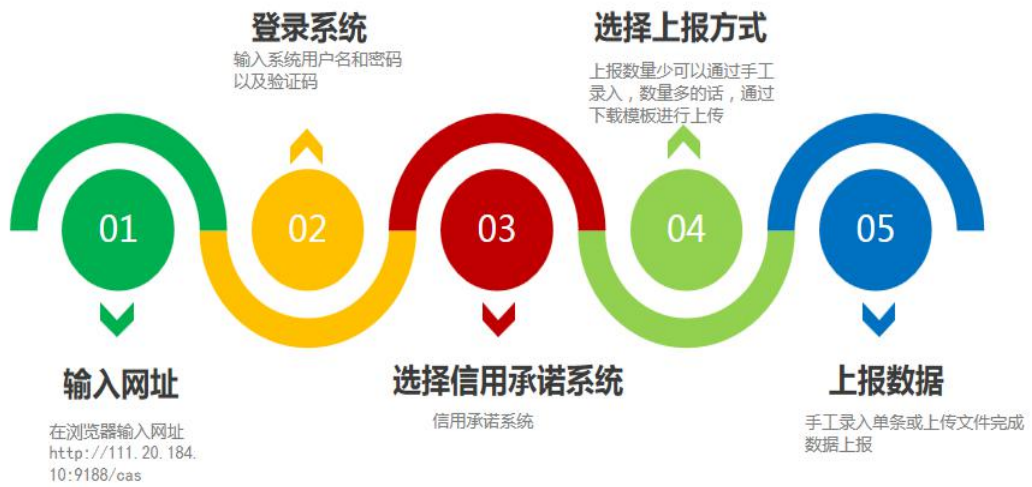 登录系统
输入系统用户名和密码
以及验证码
选择上报方式
上报数量少可以通过手工
录入，数量多的话，通过
下载模板进行上传
01
02
03
04
05
输入网址
在浏览器输入网址
http://111.20.184.
10:9188/cas
选择信用承诺系统
信用承诺系统
上报数据
手工录入单条或上传文件完成
数据上报